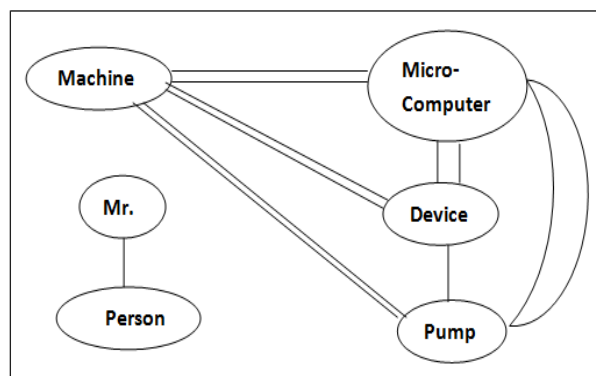 Machine
Micro-
Computer
Mr.
Device
Person
Pump